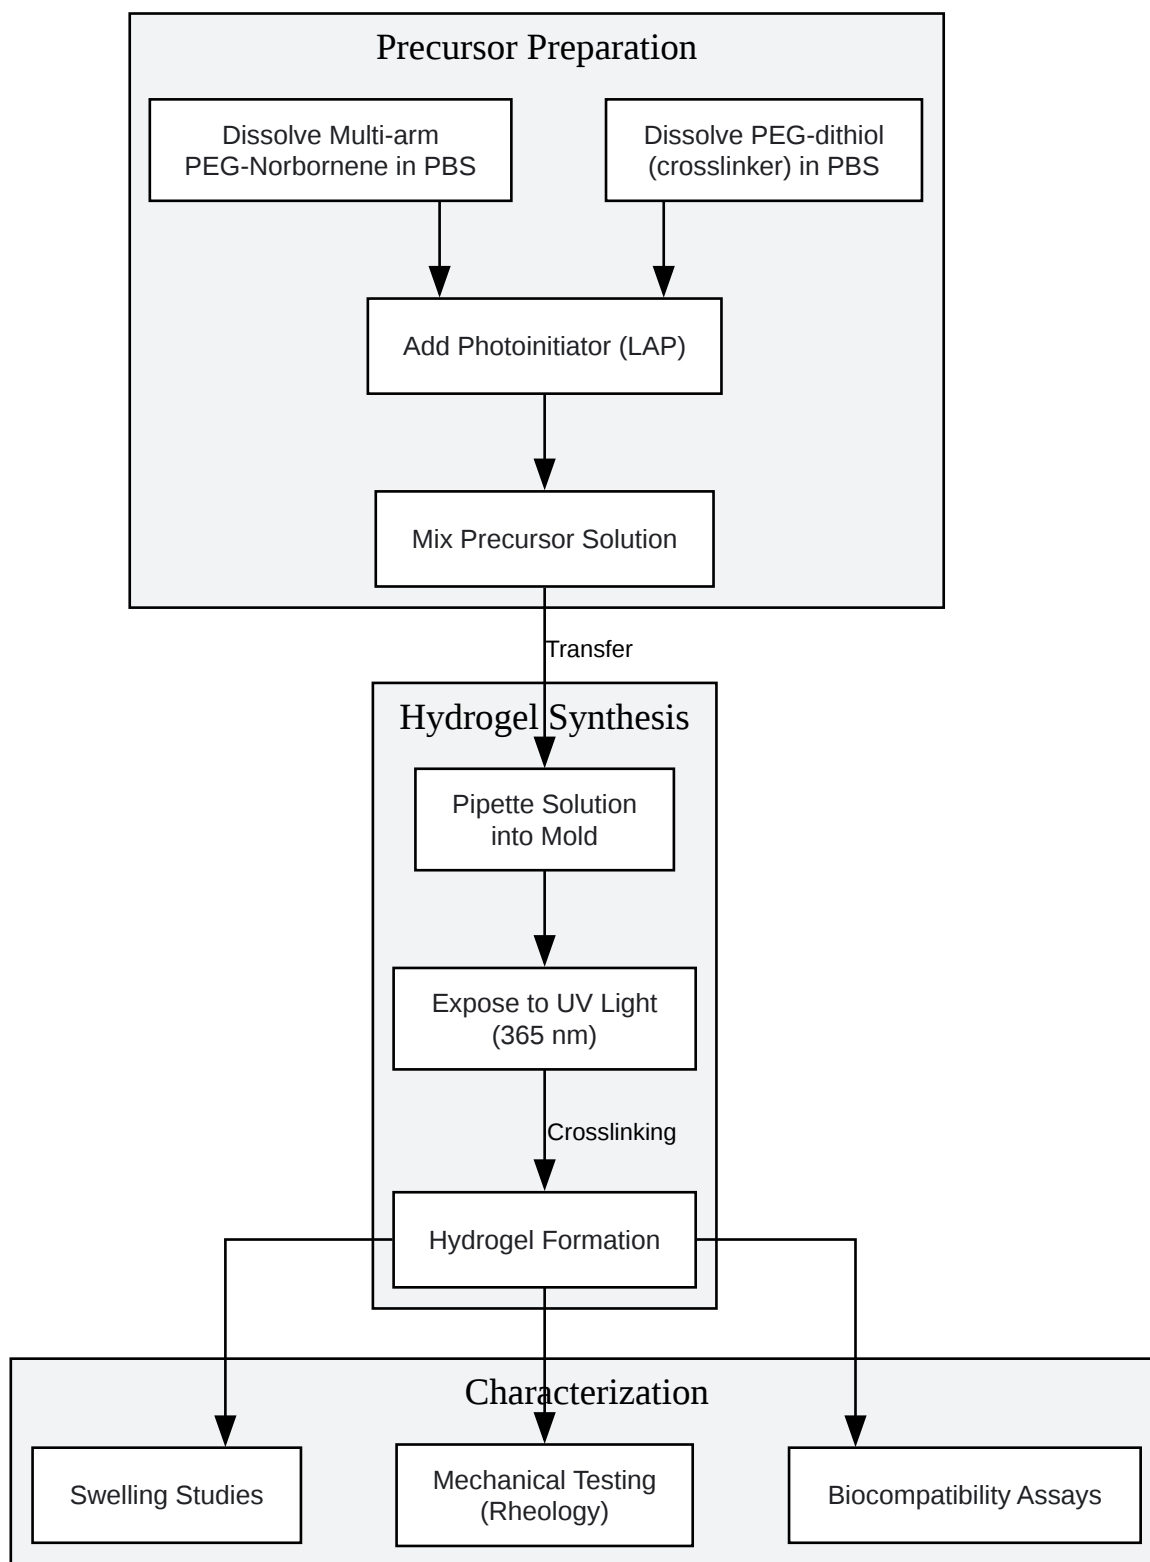 Precursor Preparation
Dissolve Multi-arm
PEG-Norbornene in PBS
Dissolve PEG-dithiol
(crosslinker) in PBS
Add Photoinitiator (LAP)
Mix Precursor Solution
Transfer
Hydrogel Synthesis
Pipette Solution
into Mold
Expose to UV Light
(365 nm)
Crosslinking
Hydrogel Formation
Characterization
Swelling Studies
Mechanical Testing
(Rheology)
Biocompatibility Assays